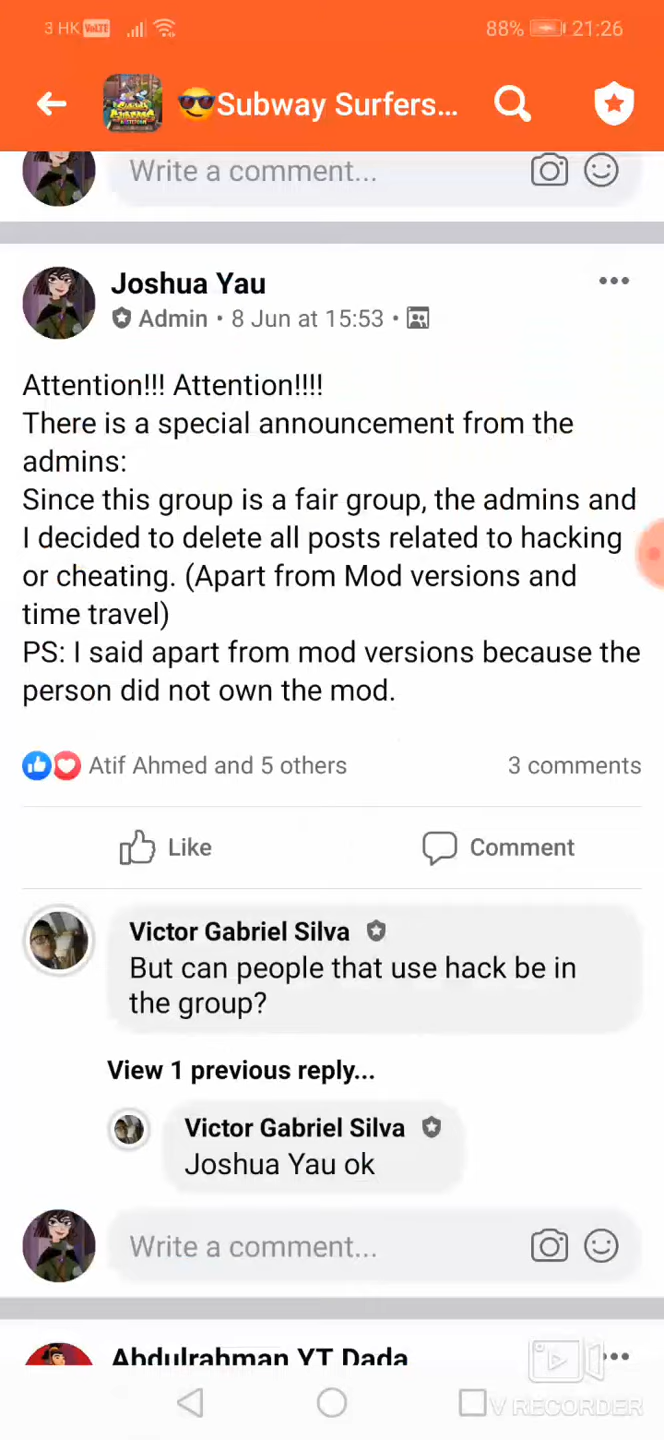 3 HK VoLTE 88% 21:26
😎Subway Surfers...
Write a comment...
Joshua Yau
Admin • 8 Jun at 15:53 •
Attention!!! Attention!!!!
There is a special announcement from the
admins:
Since this group is a fair group, the admins and
I decided to delete all posts related to hacking
or cheating. (Apart from Mod versions and
time travel)
PS: I said apart from mod versions because the
person did not own the mod.
Atif Ahmed and 5 others 3 comments
Like Comment
Victor Gabriel Silva
But can people that use hack be in
the group?
View 1 previous reply...
Victor Gabriel Silva
Joshua Yau ok
Write a comment...
Abdulrahman YT Dada
V RECORDER